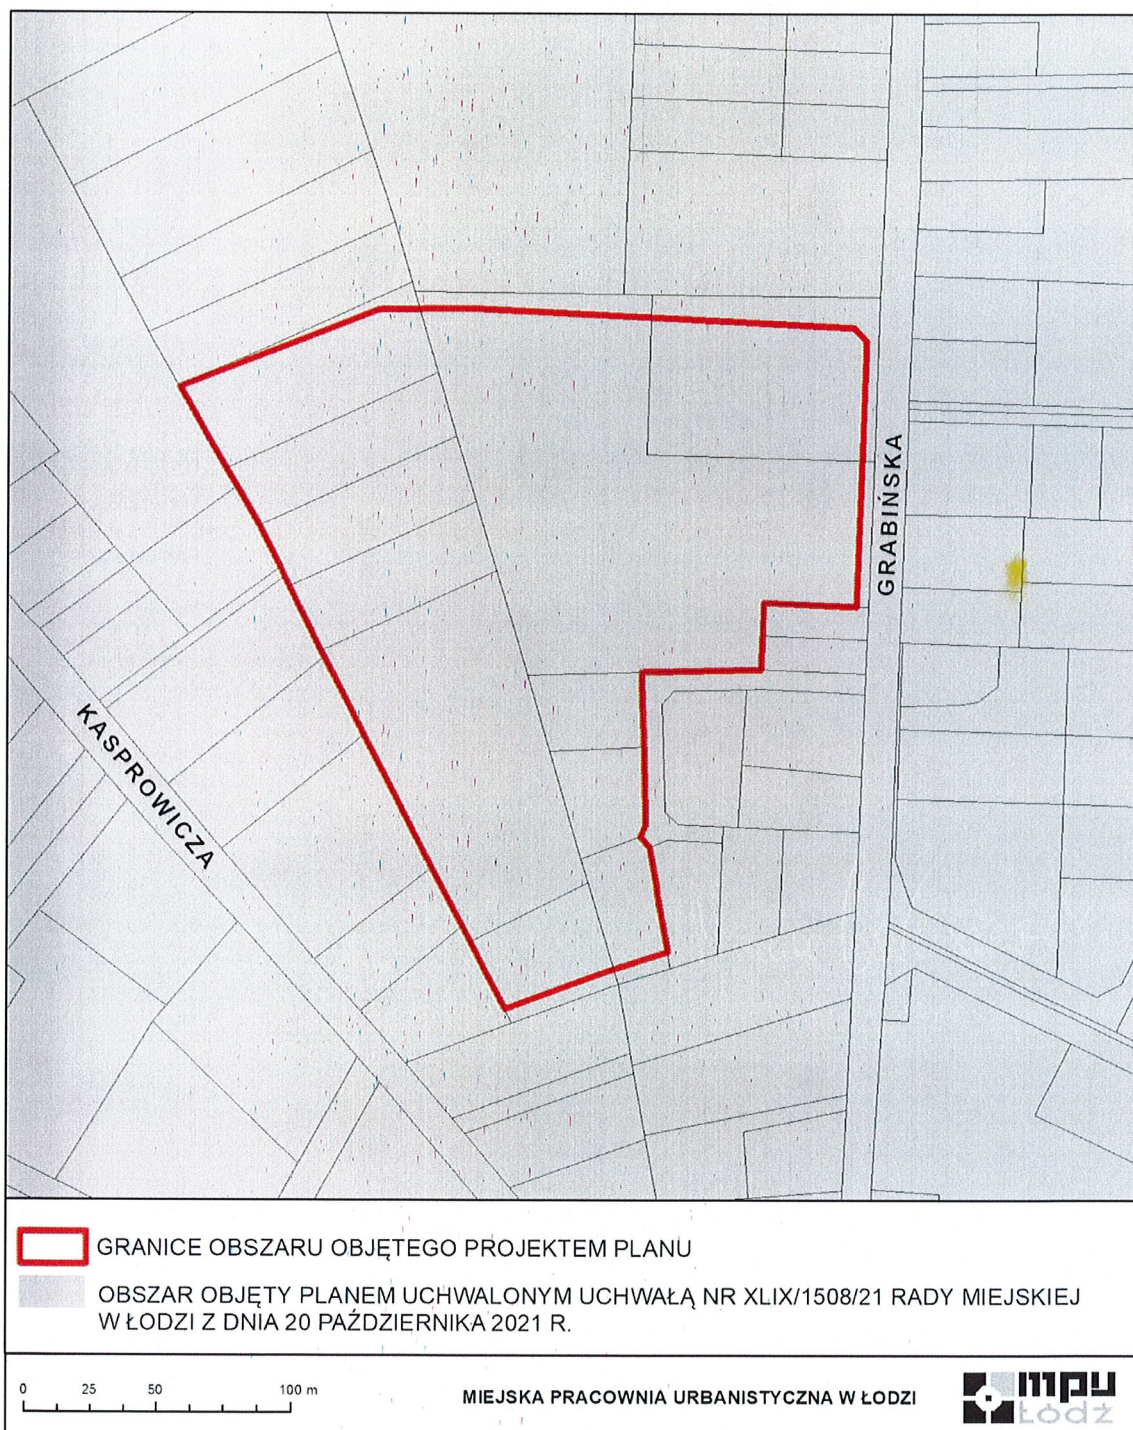 GRABIŃSKA
KASPROWICZA
GRANICE OBSZARU OBJĘTEGO PROJEKTEM PLANU
OBSZAR OBJĘTY PLANEM UCHWALONYM UCHWAŁĄ NR XLIX/1508/21 RADY MIEJSKIEJ
W ŁODZI Z DNIA 20 PAŹDZIERNIKA 2021 R.
0 25 50 100 m
MIEJSKA PRACOWNIA URBANISTYCZNA W ŁODZI
mpu
Łódź